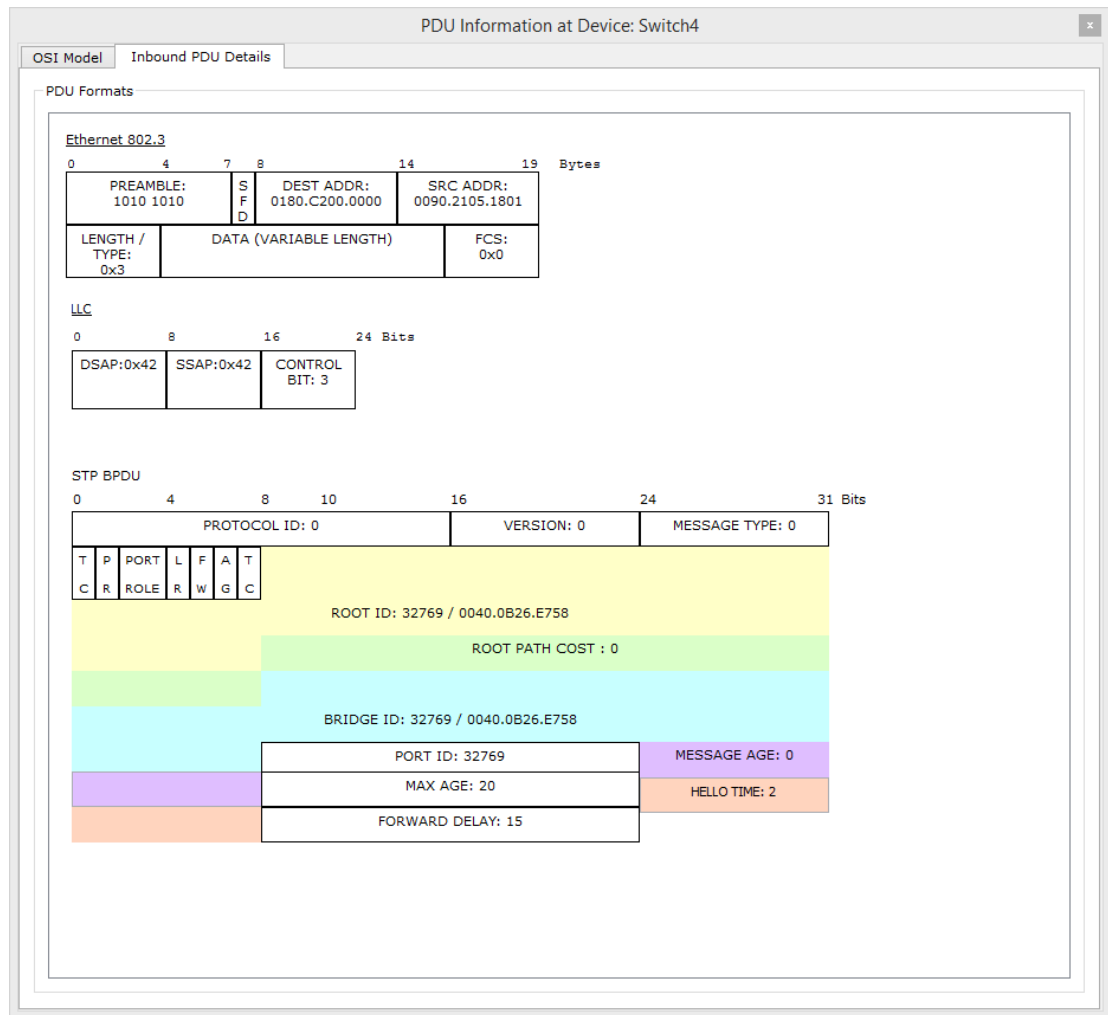 PDU Information at Device: Switch4
x
OSI Model Inbound PDU Details
PDU Formats
Ethernet 802.3
0 4 7 8 14 19 Bytes
PREAMBLE:
1010 1010
S
F
D
DEST ADDR:
0180.C200.0000
SRC ADDR:
0090.2105.1801
LENGTH /
TYPE:
0x3
DATA (VARIABLE LENGTH)
FCS:
0x0
LLC
0 8 16 24 Bits
DSAP:0x42
SSAP:0x42
CONTROL
BIT: 3
STP BPDU
0 4 8 10 16 24 31 Bits
PROTOCOL ID: 0 VERSION: 0 MESSAGE TYPE: 0
T P PORT L F A T
C R ROLE R W G C
ROOT ID: 32769 / 0040.0B26.E758
ROOT PATH COST : 0
BRIDGE ID: 32769 / 0040.0B26.E758
PORT ID: 32769 MESSAGE AGE: 0
MAX AGE: 20 HELLO TIME: 2
FORWARD DELAY: 15